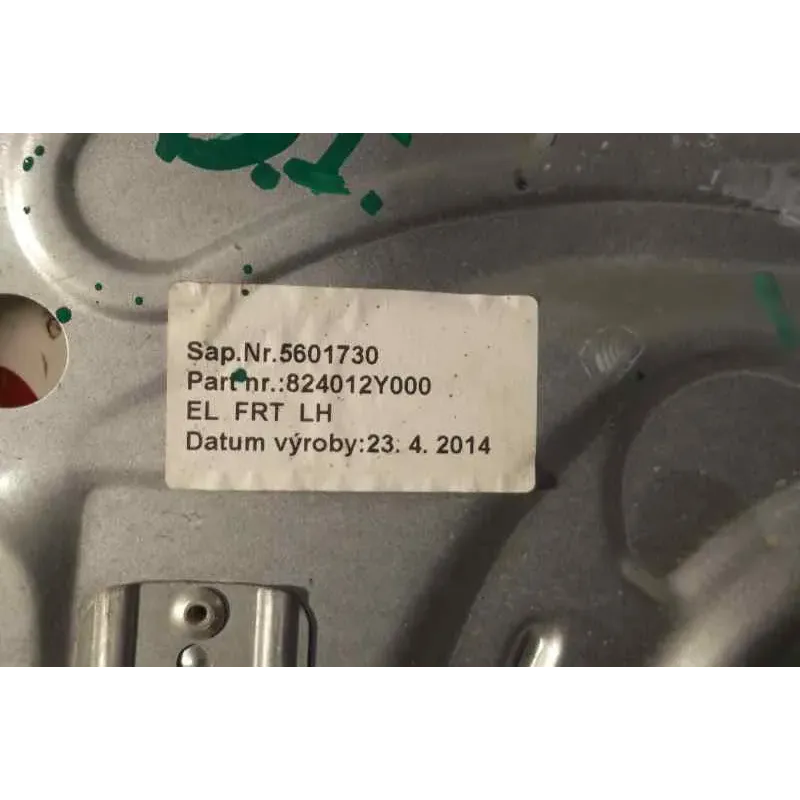 Sap.Nr.5601730
Part nr.:824012Y000
EL FRT LH
Datum výroby:23. 4. 2014